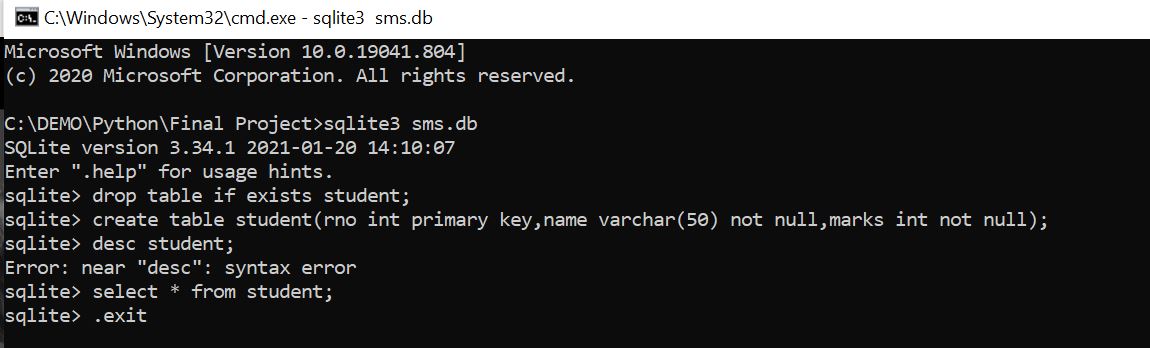 C:\Windows\System32\cmd.exe - sqlite3  sms.db
Microsoft Windows [Version 10.0.19041.804]
(c) 2020 Microsoft Corporation. All rights reserved.
C:\DEMO\Python\Final Project>sqlite3 sms.db
SQLite version 3.34.1 2021-01-20 14:10:07
Enter ".help" for usage hints.
sqlite> drop table if exists student;
sqlite> create table student(rno int primary key,name varchar(50) not null,marks int not null);
sqlite> desc student;
Error: near "desc": syntax error
sqlite> select * from student;
sqlite> .exit